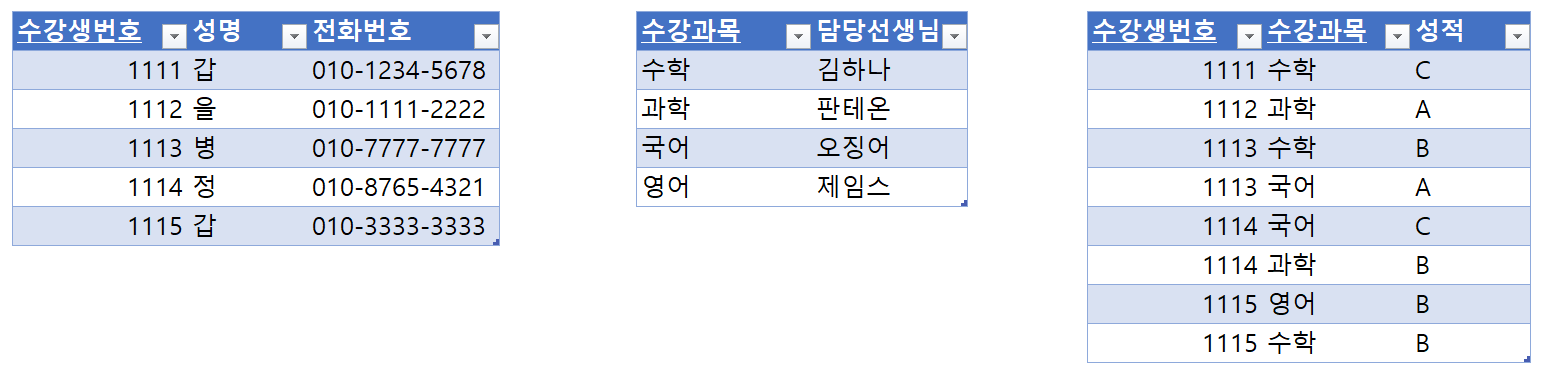 수강생번호 성명 전화번호
1111 갑 010-1234-5678
1112 을 010-1111-2222
1113 병 010-7777-7777
1114 정 010-8765-4321
1115 갑 010-3333-3333
수강과목 담당선생님
수학 김하나
과학 판테온
국어 오징어
영어 제임스
수강생번호 수강과목 성적
1111 수학 C
1112 과학 A
1113 수학 B
1113 국어 A
1114 국어 C
1114 과학 B
1115 영어 B
1115 수학 B